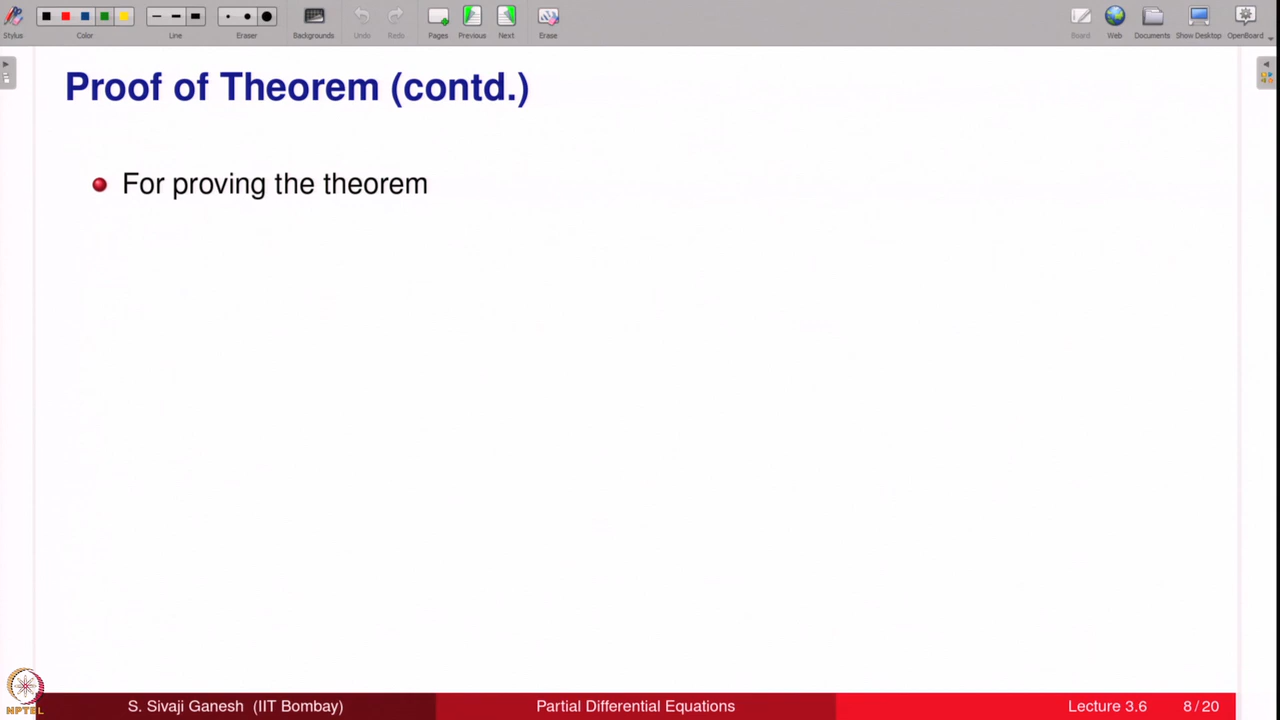 Stylus
Color
Line
Eraser
Backgrounds
Undo
Redo
Pages
Previous
Next
Erase
Board
Web
Documents
Show Desktop
OpenBoard
Proof of Theorem (contd.)
For proving the theorem
NPTEL
S. Sivaji Ganesh (IIT Bombay)
Partial Differential Equations
Lecture 3.6
8 / 20